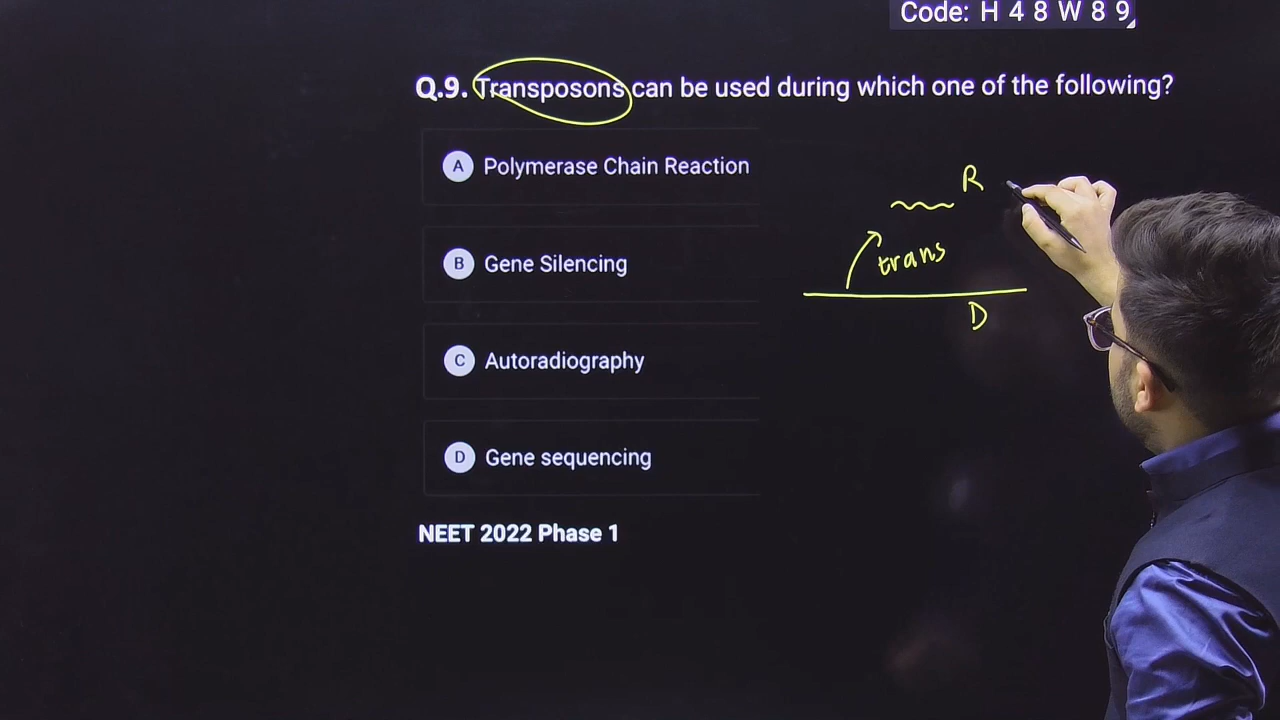 Code: H 4 8 W 8 9
Q.9. Transposons can be used during which one of the following?
A Polymerase Chain Reaction
B Gene Silencing
C Autoradiography
D Gene sequencing
NEET 2022 Phase 1
R
trans
D